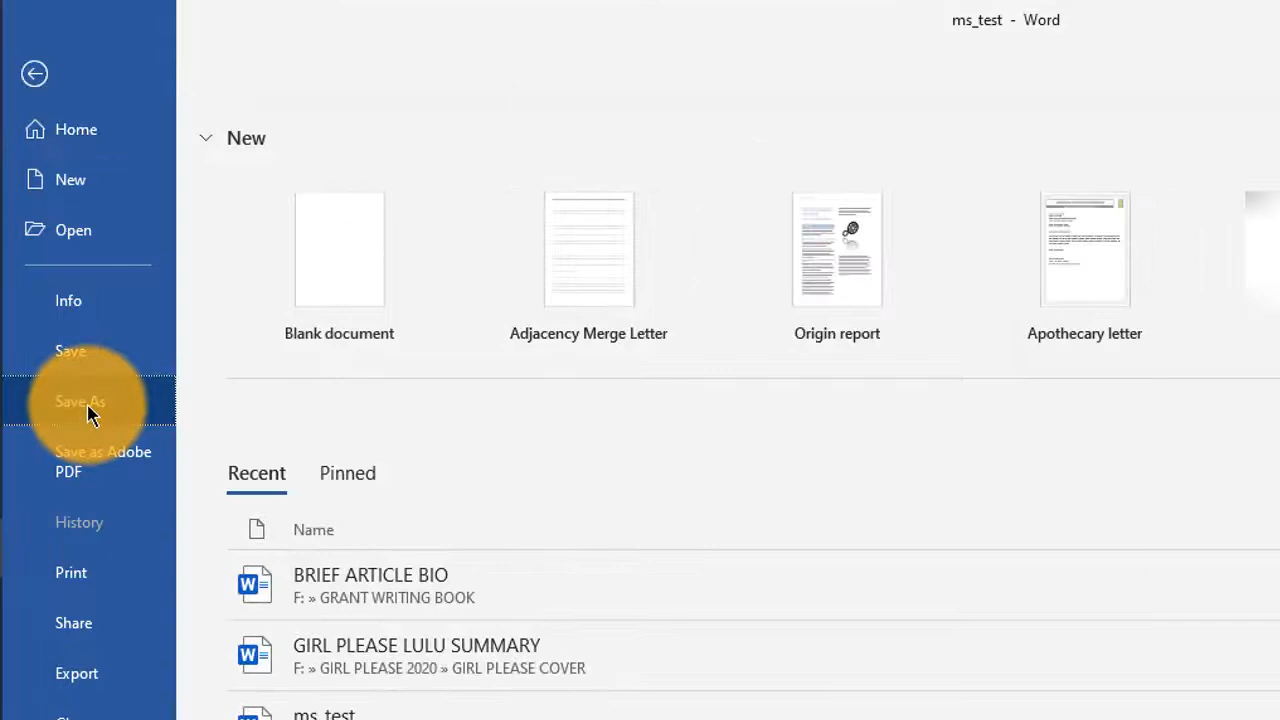 ms_test - Word
Home
New
Open
Info
Save
Save As
Save as Adobe
PDF
History
Print
Share
Export
New
Blank document
Adjacency Merge Letter
Origin report
Apothecary letter
Recent
Pinned
Name
BRIEF ARTICLE BIO
F: » GRANT WRITING BOOK
GIRL PLEASE LULU SUMMARY
F: » GIRL PLEASE 2020 » GIRL PLEASE COVER
ms_test